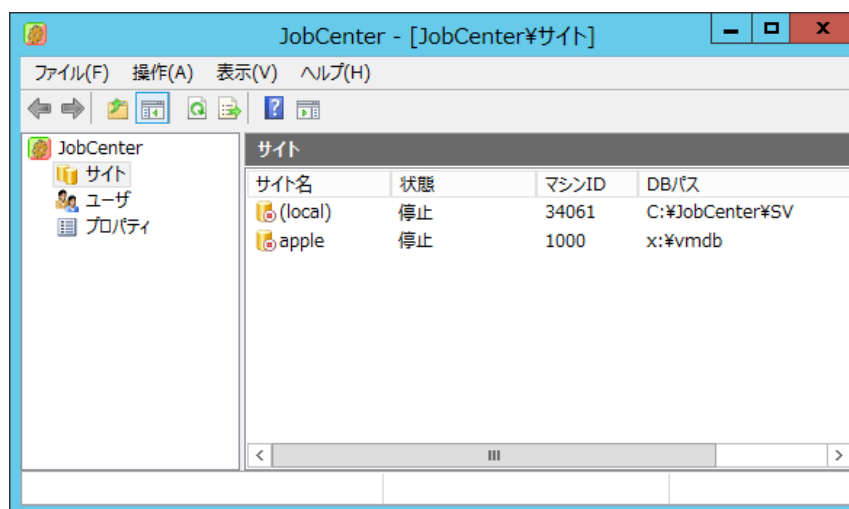 JobCenter - [JobCenter¥サイト]
ファイル(F) 操作(A) 表示(V) ヘルプ(H)
JobCenter
サイト
ユーザ
プロパティ
サイト
サイト名 状態 マシンID DBパス
(local) 停止 34061 C:¥JobCenter¥SV
apple 停止 1000 x:¥vmdb